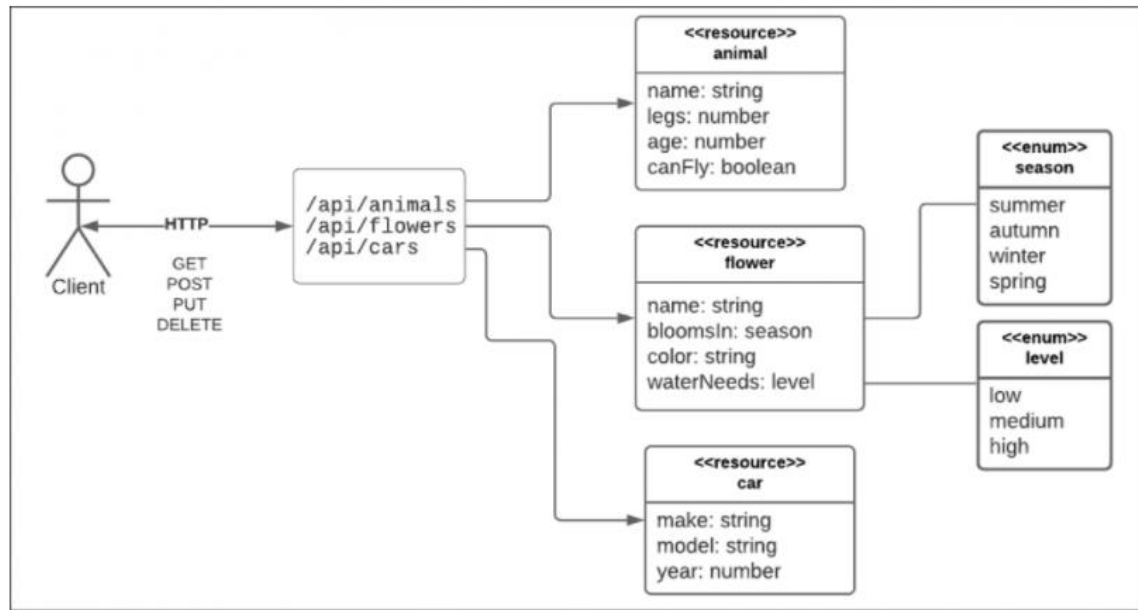 Client
HTTP
GET
POST
PUT
DELETE
/api/animals
/api/flowers
/api/cars
<<resource>>
animal
name: string
legs: number
age: number
canFly: boolean
<<resource>>
flower
name: string
bloomsIn: season
color: string
waterNeeds: level
<<resource>>
car
make: string
model: string
year: number
<<enum>>
season
summer
autumn
winter
spring
<<enum>>
level
low
medium
high